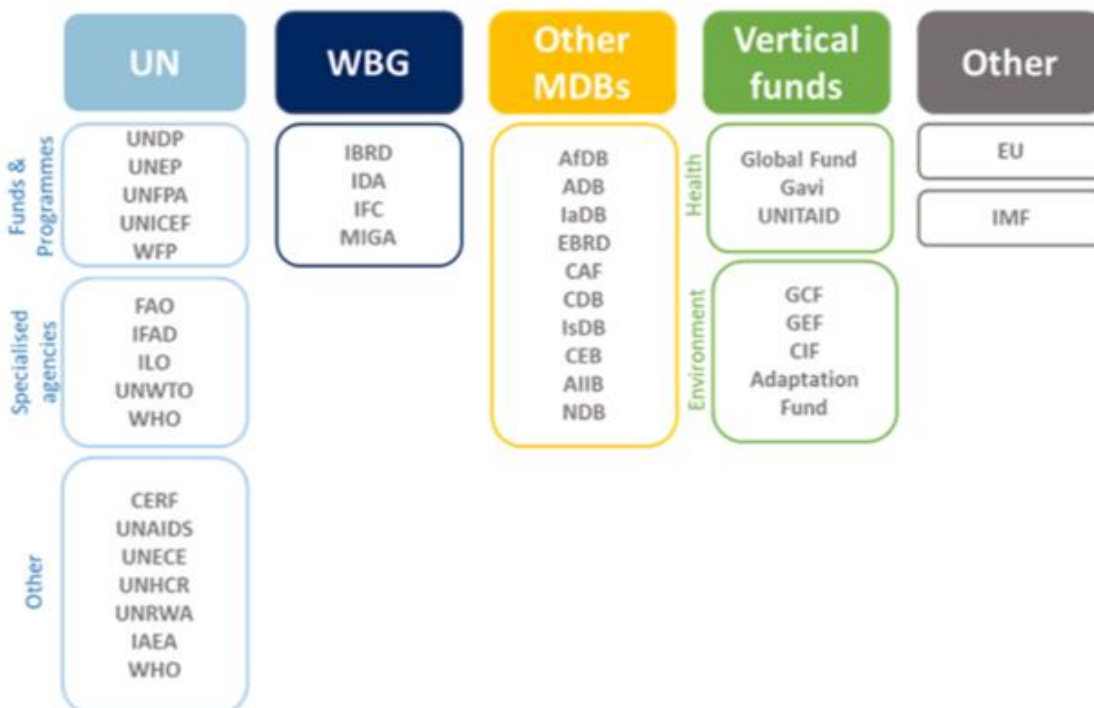 UN
Funds &
Programmes
UNDP
UNEP
UNFPA
UNICEF
WFP
Specialised
agencies
FAO
IFAD
ILO
UNWTO
WHO
Other
CERF
UNAIDS
UNECE
UNHCR
UNRWA
IAEA
WHO
WBG
IBRD
IDA
IFC
MIGA
Other
MDBs
AfDB
ADB
IaDB
EBRD
CAF
CDB
IsDB
CEB
AIIB
NDB
Vertical
funds
Health
Global Fund
Gavi
UNITAID
Environment
GCF
GEF
CIF
Adaptation
Fund
Other
EU
IMF